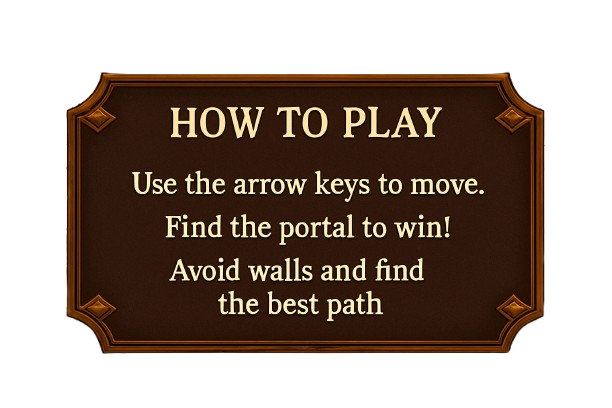 HOW TO PLAY
Use the arrow keys to move.
Find the portal to win!
Avoid walls and find
the best path